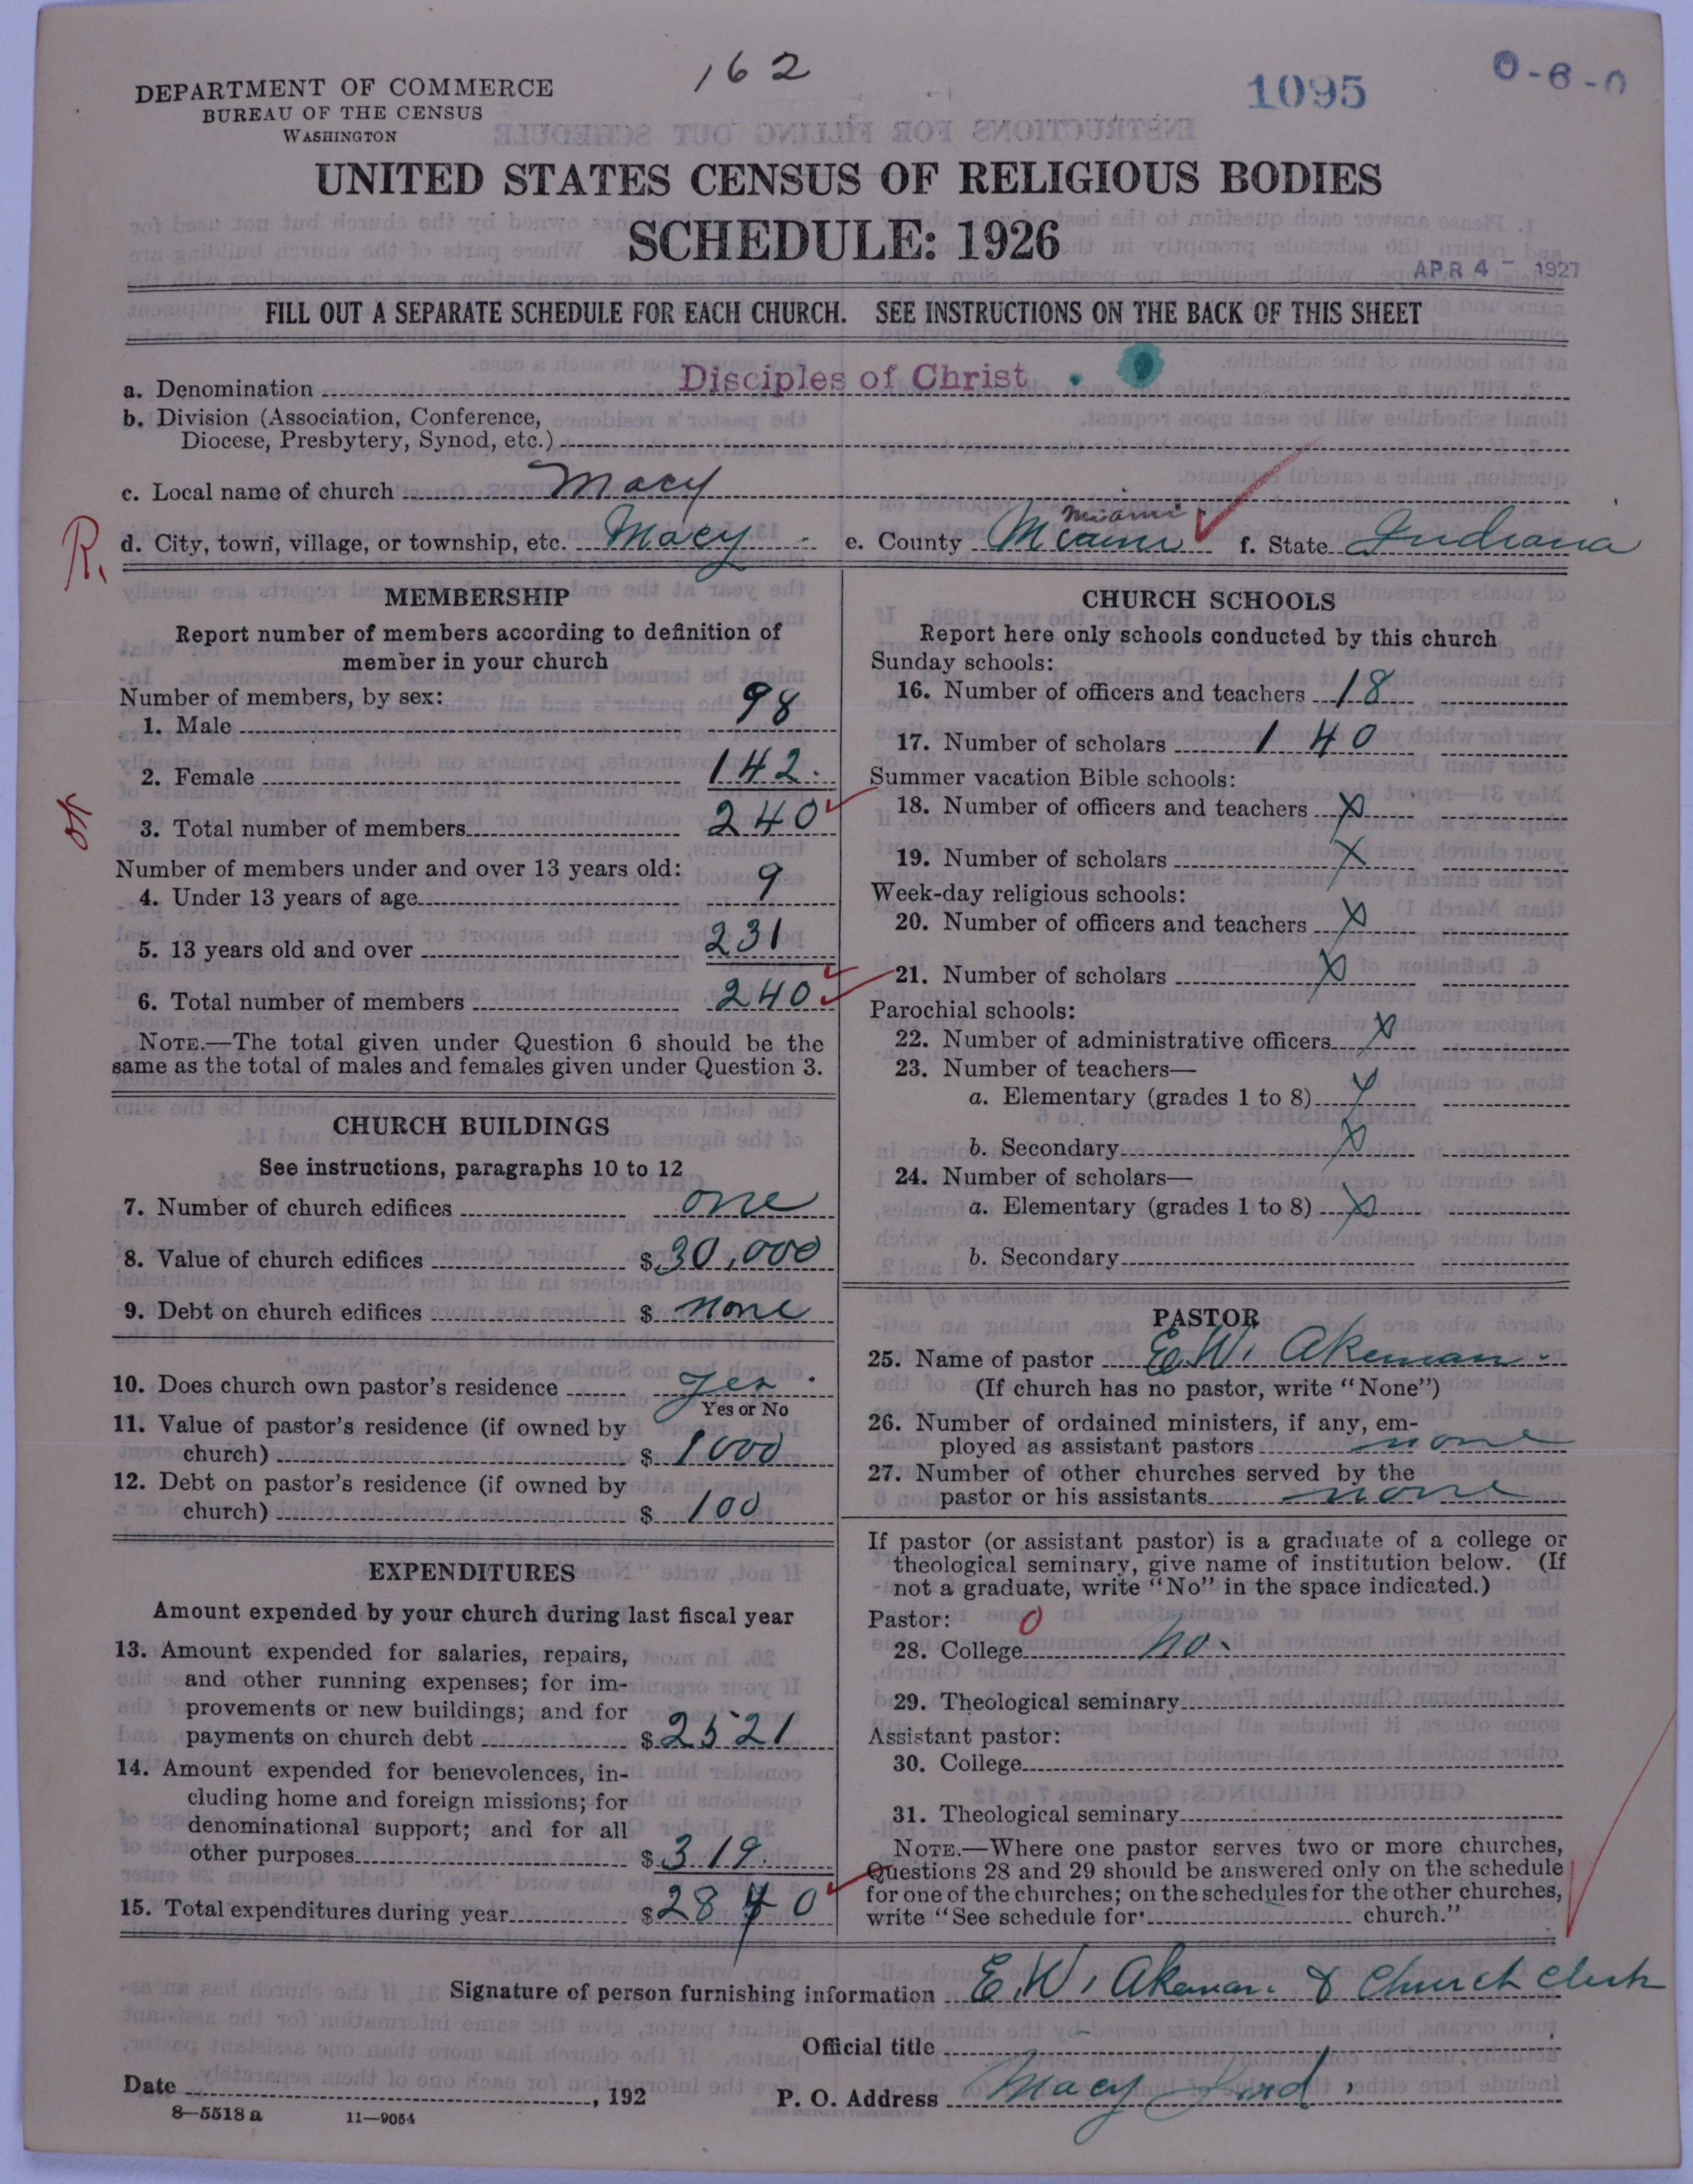 162
1095
0-6-0
DEPARTMENT OF COMMERCE
BUREAU OF THE CENSUS
WASHINGTON
UNITED STATES CENSUS OF RELIGIOUS BODIES
SCHEDULE: 1926
APR 4 - 1927
FILL OUT A SEPARATE SCHEDULE FOR EACH CHURCH. SEE INSTRUCTIONS ON THE BACK OF THIS SHEET
a. Denomination Disciples of Christ
b. Division (Association, Conference,
Diocese, Presbytery, Synod, etc.)
c. Local name of church Macy
R. d. City, town, village, or township, etc. Macy e. County Miami Miami f. State Indiana
MEMBERSHIP
Report number of members according to definition of
member in your church
Number of members, by sex:
1. Male 98
2. Female 142.
ok
3. Total number of members 240
Number of members under and over 13 years old:
4. Under 13 years of age 9
5. 13 years old and over 231
6. Total number of members 240
NOTE.—The total given under Question 6 should be the
same as the total of males and females given under Question 3.
CHURCH BUILDINGS
See instructions, paragraphs 10 to 12
7. Number of church edifices one
8. Value of church edifices $ 30,000
9. Debt on church edifices $ none
10. Does church own pastor's residence yes
Yes or No
11. Value of pastor's residence (if owned by
church) $ 1000
12. Debt on pastor's residence (if owned by
church) $ 100
EXPENDITURES
Amount expended by your church during last fiscal year
13. Amount expended for salaries, repairs,
and other running expenses; for im-
provements or new buildings; and for
payments on church debt $ 2521
14. Amount expended for benevolences, in-
cluding home and foreign missions; for
denominational support; and for all
other purposes $ 319.
15. Total expenditures during year $ 2840
CHURCH SCHOOLS
Report here only schools conducted by this church
Sunday schools:
16. Number of officers and teachers 18
17. Number of scholars 140
Summer vacation Bible schools:
18. Number of officers and teachers x
19. Number of scholars x
Week-day religious schools:
20. Number of officers and teachers x
21. Number of scholars x
Parochial schools:
22. Number of administrative officers x
23. Number of teachers—
a. Elementary (grades 1 to 8) x
b. Secondary x
24. Number of scholars—
a. Elementary (grades 1 to 8) x
b. Secondary
PASTOR
25. Name of pastor E. W. Akeman.
(If church has no pastor, write "None")
26. Number of ordained ministers, if any, em-
ployed as assistant pastors none
27. Number of other churches served by the
pastor or his assistants none
If pastor (or assistant pastor) is a graduate of a college or
theological seminary, give name of institution below. (If
not a graduate, write "No" in the space indicated.)
Pastor: 0
28. College no.
29. Theological seminary
Assistant pastor:
30. College
31. Theological seminary
NOTE.—Where one pastor serves two or more churches,
Questions 28 and 29 should be answered only on the schedule
for one of the churches; on the schedules for the other churches,
write "See schedule for church."
Signature of person furnishing information E. W. Akeman. & Church Clerk
Official title
Date , 192 P. O. Address Macy Ind.
8—5518 a 11—9054